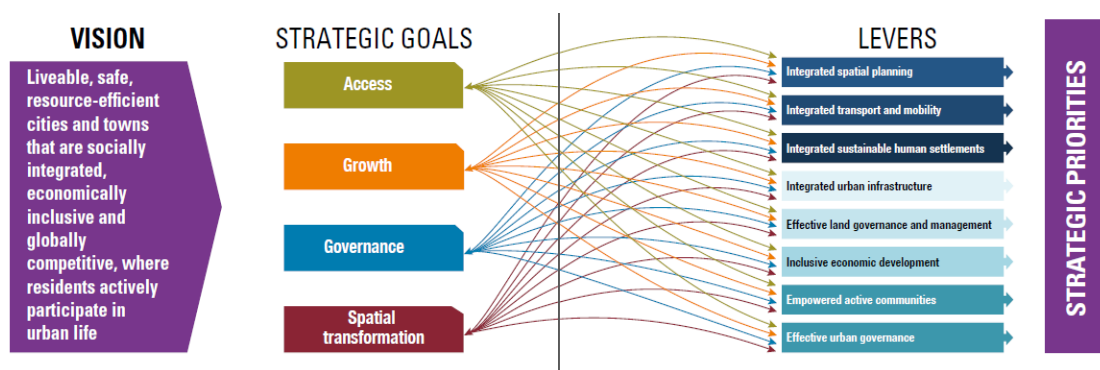 VISION
Liveable, safe,
resource-efficient
cities and towns
that are socially
integrated,
economically
inclusive and
globally
competitive, where
residents actively
participate in
urban life
STRATEGIC GOALS
Access
Growth
Governance
Spatial
transformation
LEVERS
Integrated spatial planning
Integrated transport and mobility
Integrated sustainable human settlements
Integrated urban infrastructure
Effective land governance and management
Inclusive economic development
Empowered active communities
Effective urban governance
STRATEGIC PRIORITIES